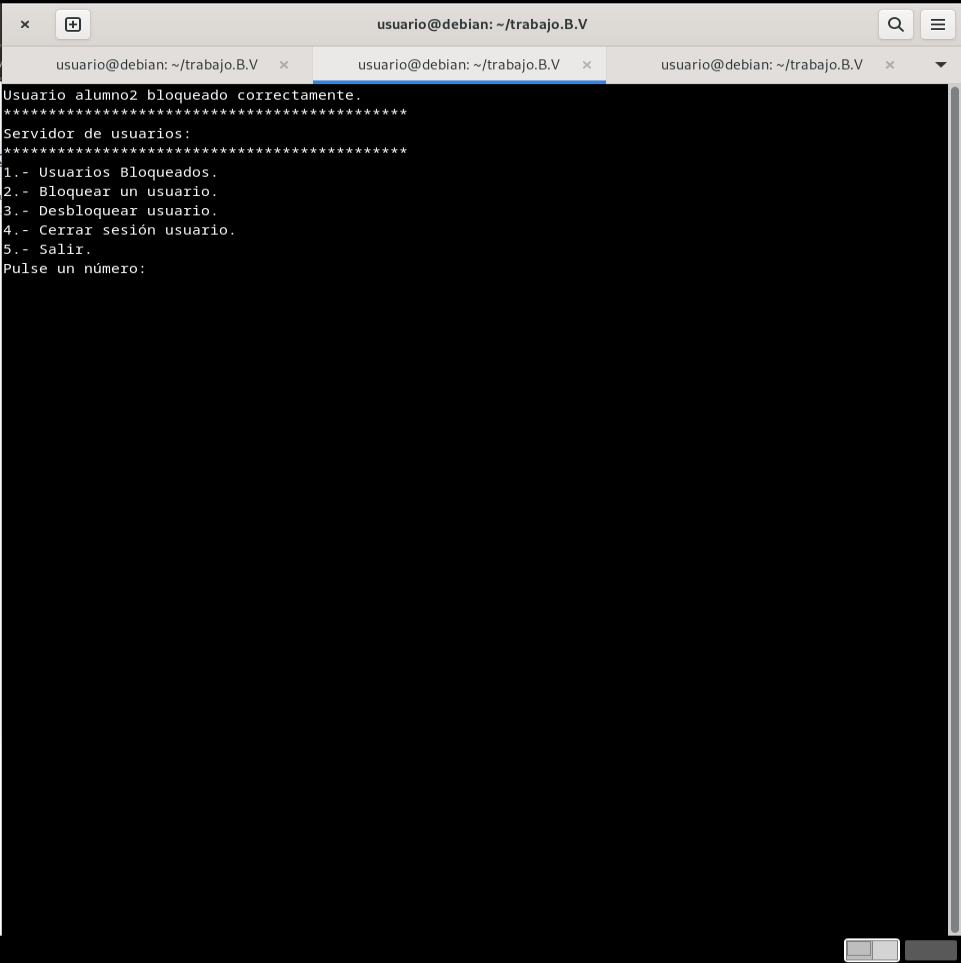 usuario@debian: ~/trabajo.B.V
usuario@debian: ~/trabajo.B.V
usuario@debian: ~/trabajo.B.V
usuario@debian: ~/trabajo.B.V
Usuario alumno2 bloqueado correctamente.
*********************************************
Servidor de usuarios:
*********************************************
1.- Usuarios Bloqueados.
2.- Bloquear un usuario.
3.- Desbloquear usuario.
4.- Cerrar sesión usuario.
5.- Salir.
Pulse un número: